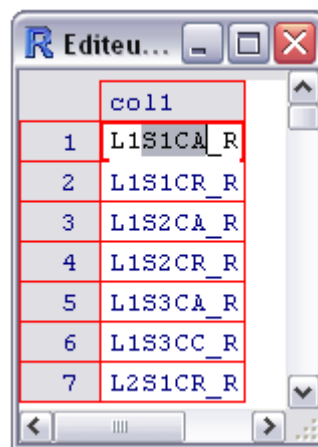 R Editeu...
col1
1 L1S1CA_R
2 L1S1CR_R
3 L1S2CA_R
4 L1S2CR_R
5 L1S3CA_R
6 L1S3CC_R
7 L2S1CR_R